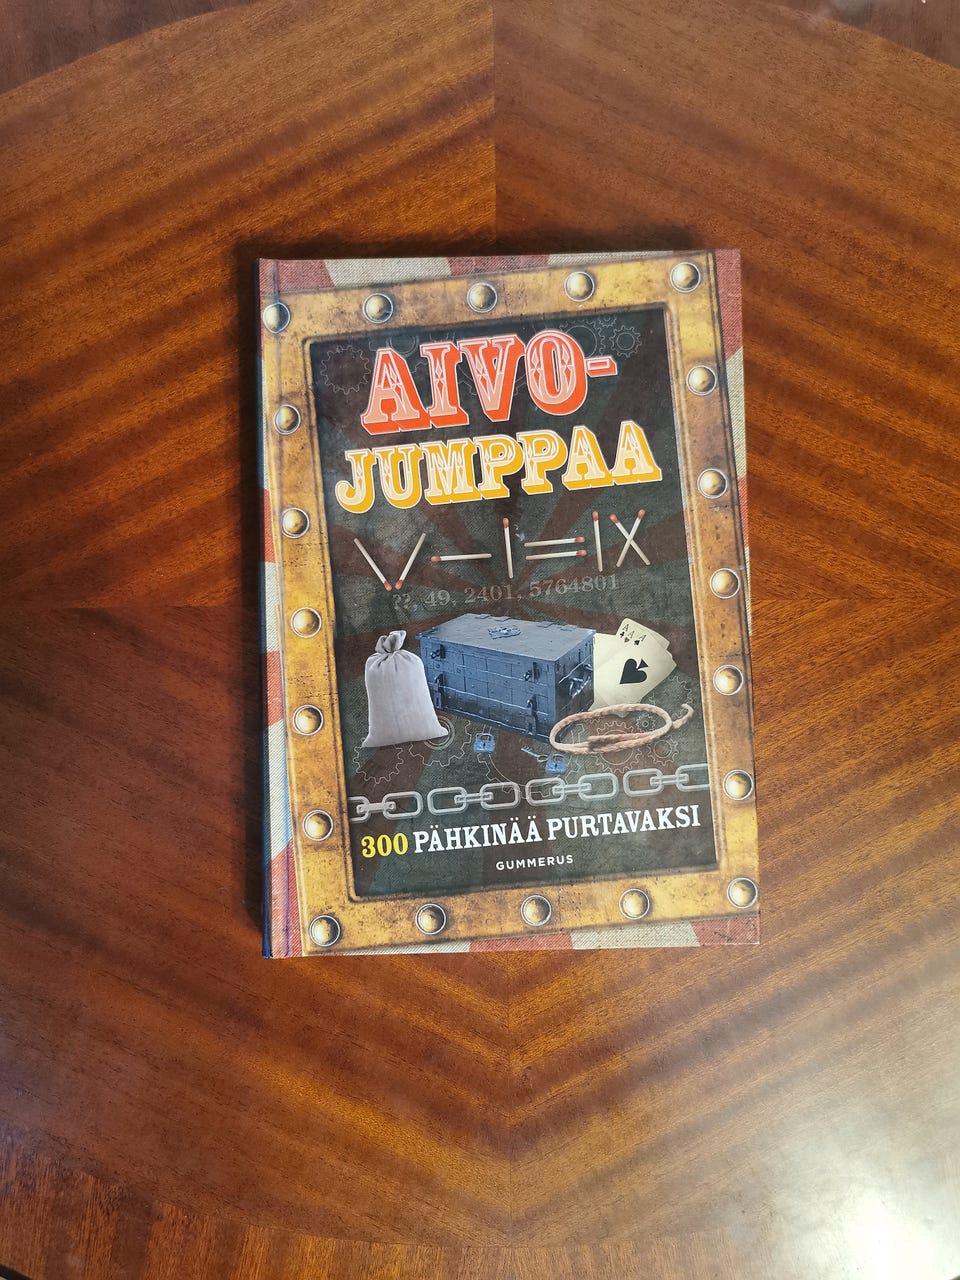 AIVO-
JUMPPAA
V-I=IX
??, 49, 2401, 5764801
A A A
300 PÄHKINÄÄ PURTAVAKSI
GUMMERUS